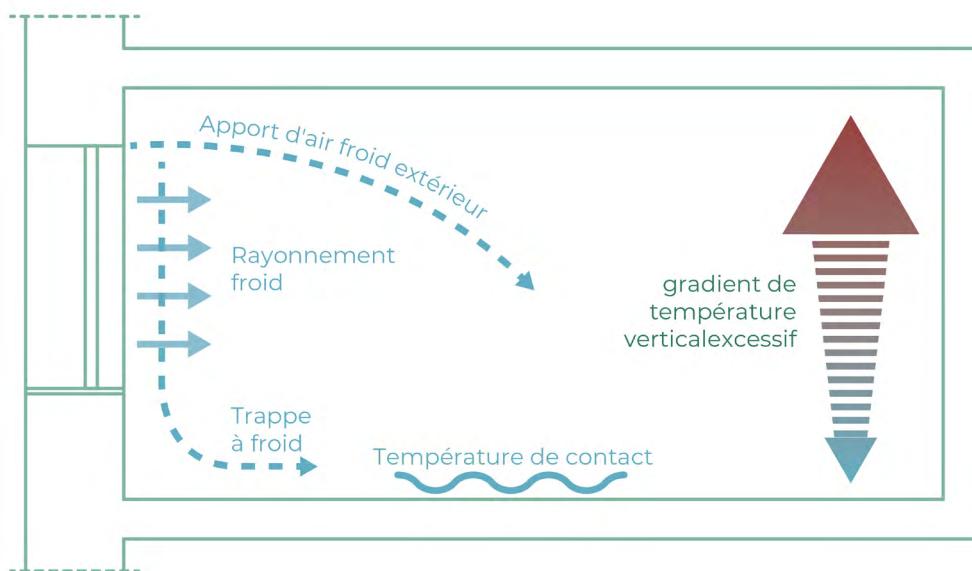 Apport d'air froid extérieur
Rayonnement
froid
gradient de
température
verticalexcessif
Trappe
à froid
Température de contact